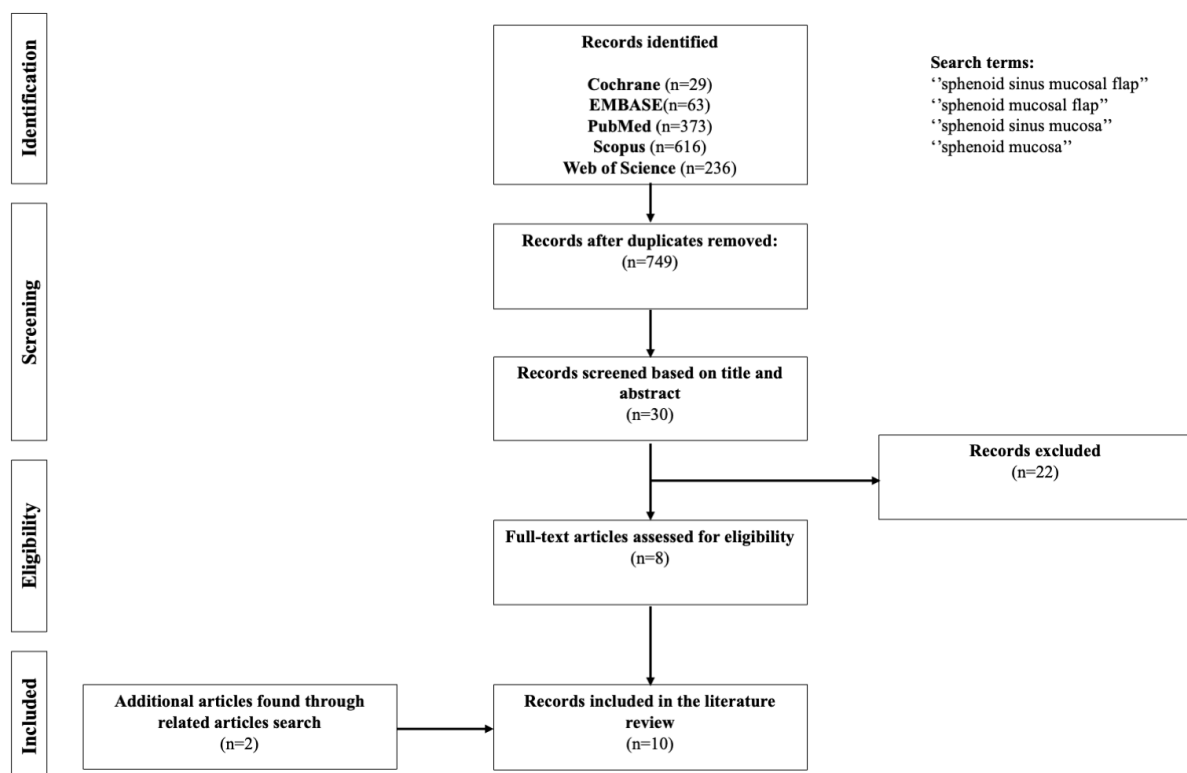 Identification
Records identified
Cochrane (n=29)
EMBASE(n=63)
PubMed (n=373)
Scopus (n=616)
Web of Science (n=236)
Search terms:
‘’sphenoid sinus mucosal flap’’
‘’sphenoid mucosal flap’’
‘’sphenoid sinus mucosa’’
‘’sphenoid mucosa’’
Screening
Records after duplicates removed:
(n=749)
Records screened based on title and
abstract
(n=30)
Records excluded
(n=22)
Eligibility
Full-text articles assessed for eligibility
(n=8)
Included
Additional articles found through
related articles search
(n=2)
Records included in the literature
review
(n=10)